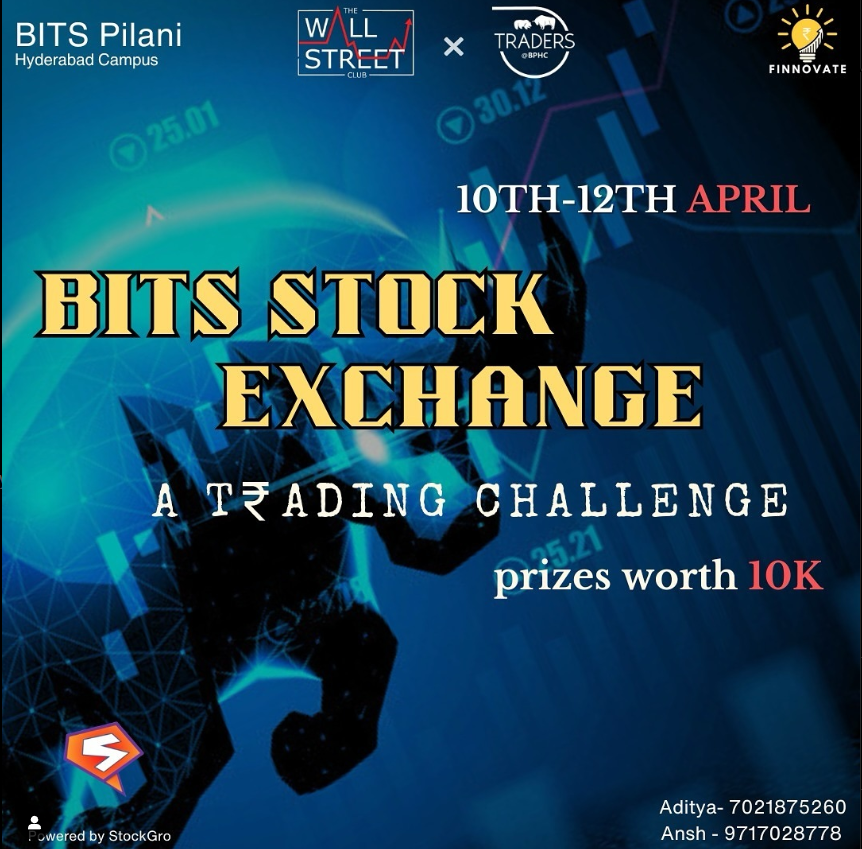 BITS Pilani
Hyderabad Campus
THE
WALL
STREET
CLUB
×
TRADERS
@BPHC
FINNOVATE
25.01
30.12
10TH-12TH APRIL
BITS STOCK
EXCHANGE
A T₹ADING CHALLENGE
25.21
prizes worth 10K
S
Powered by StockGro
Aditya- 7021875260
Ansh - 9717028778